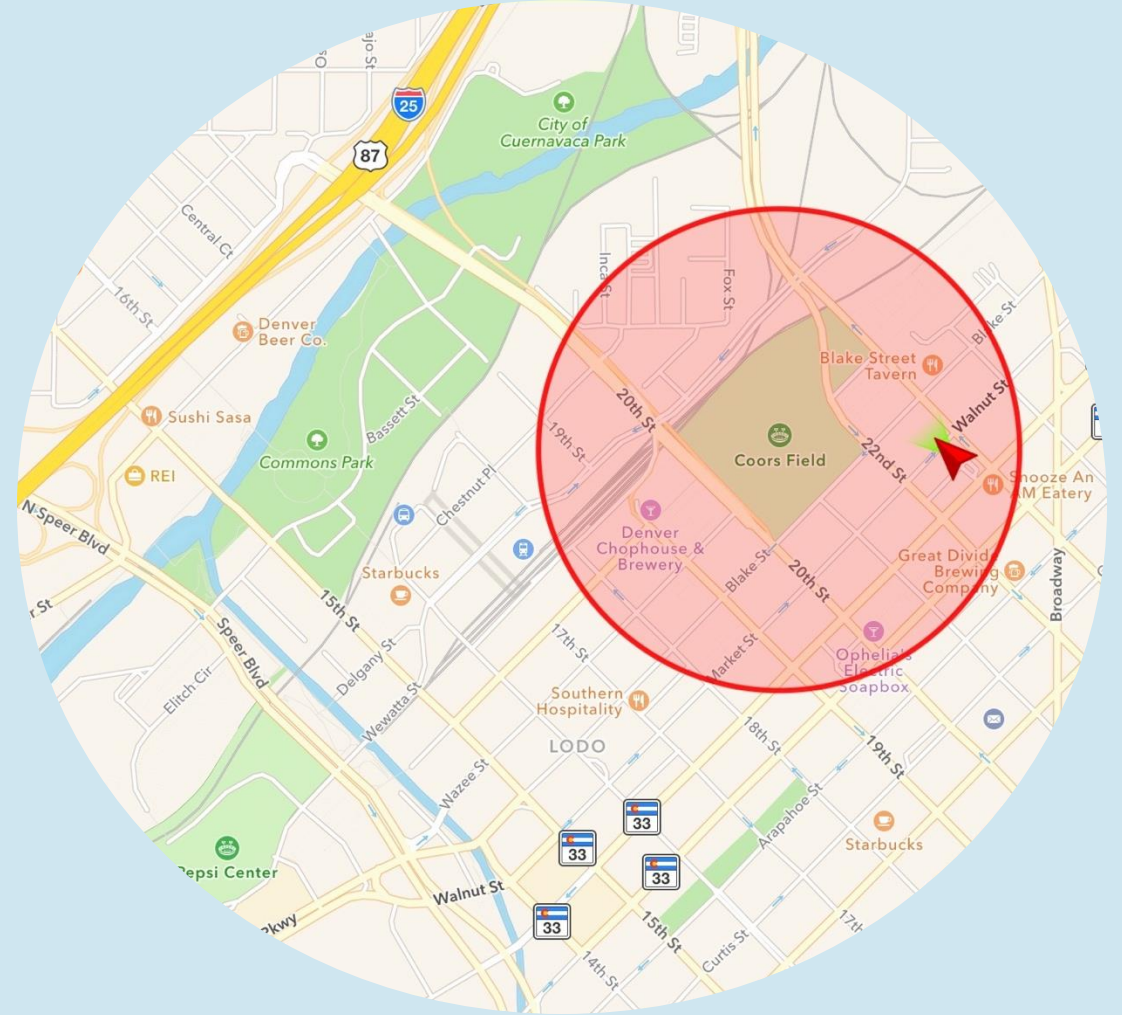 25
City of
Cuernavaca Park
87
Central Ct
16th St
Inca St
Fox St
Blake St
Denver
Beer Co.
Blake Street
Tavern
Walnut St
Sushi Sasa
Bassett St
20th St
19th St
Commons Park
Coors Field
22nd St
REI
Chestnut Pl
Snooze An
AM Eatery
N Speer Blvd
Denver
Chophouse &
Brewery
Blake St
20th St
Great Divide
Brewing
Company
Broadway
Starbucks
15th St
Speer Blvd
Delgany St
17th St
Market St
Ophelia's
Electric
Soapbox
Elitch Cir
Wewatta St
Southern
Hospitality
LODO
18th St
19th St
Wazee St
33
33
33
33
Arapahoe St
Starbucks
Pepsi Center
Walnut St
Pkwy
15th St
Curtis St
17th
14th St